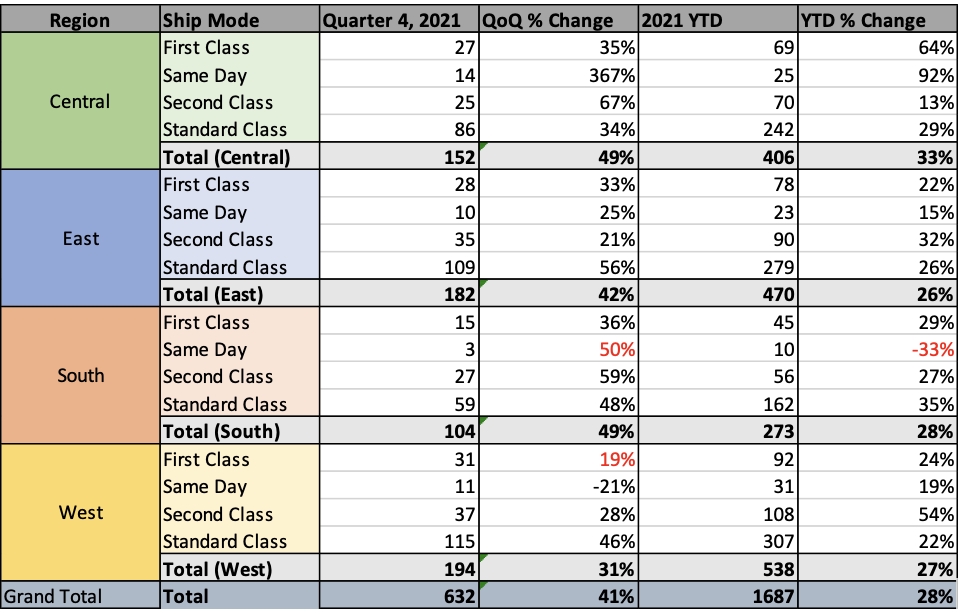 Region Ship Mode Quarter 4, 2021 QoQ % Change 2021 YTD YTD % Change
First Class 27 35% 69 64%
Same Day 14 367% 25 92%
Central Second Class 25 67% 70 13%
Standard Class 86 34% 242 29%
Total (Central) 152 49% 406 33%
First Class 28 33% 78 22%
Same Day 10 25% 23 15%
East Second Class 35 21% 90 32%
Standard Class 109 56% 279 26%
Total (East) 182 42% 470 26%
First Class 15 36% 45 29%
Same Day 3 50% 10 -33%
South Second Class 27 59% 56 27%
Standard Class 59 48% 162 35%
Total (South) 104 49% 273 28%
First Class 31 19% 92 24%
Same Day 11 -21% 31 19%
West Second Class 37 28% 108 54%
Standard Class 115 46% 307 22%
Total (West) 194 31% 538 27%
Grand Total Total 632 41% 1687 28%